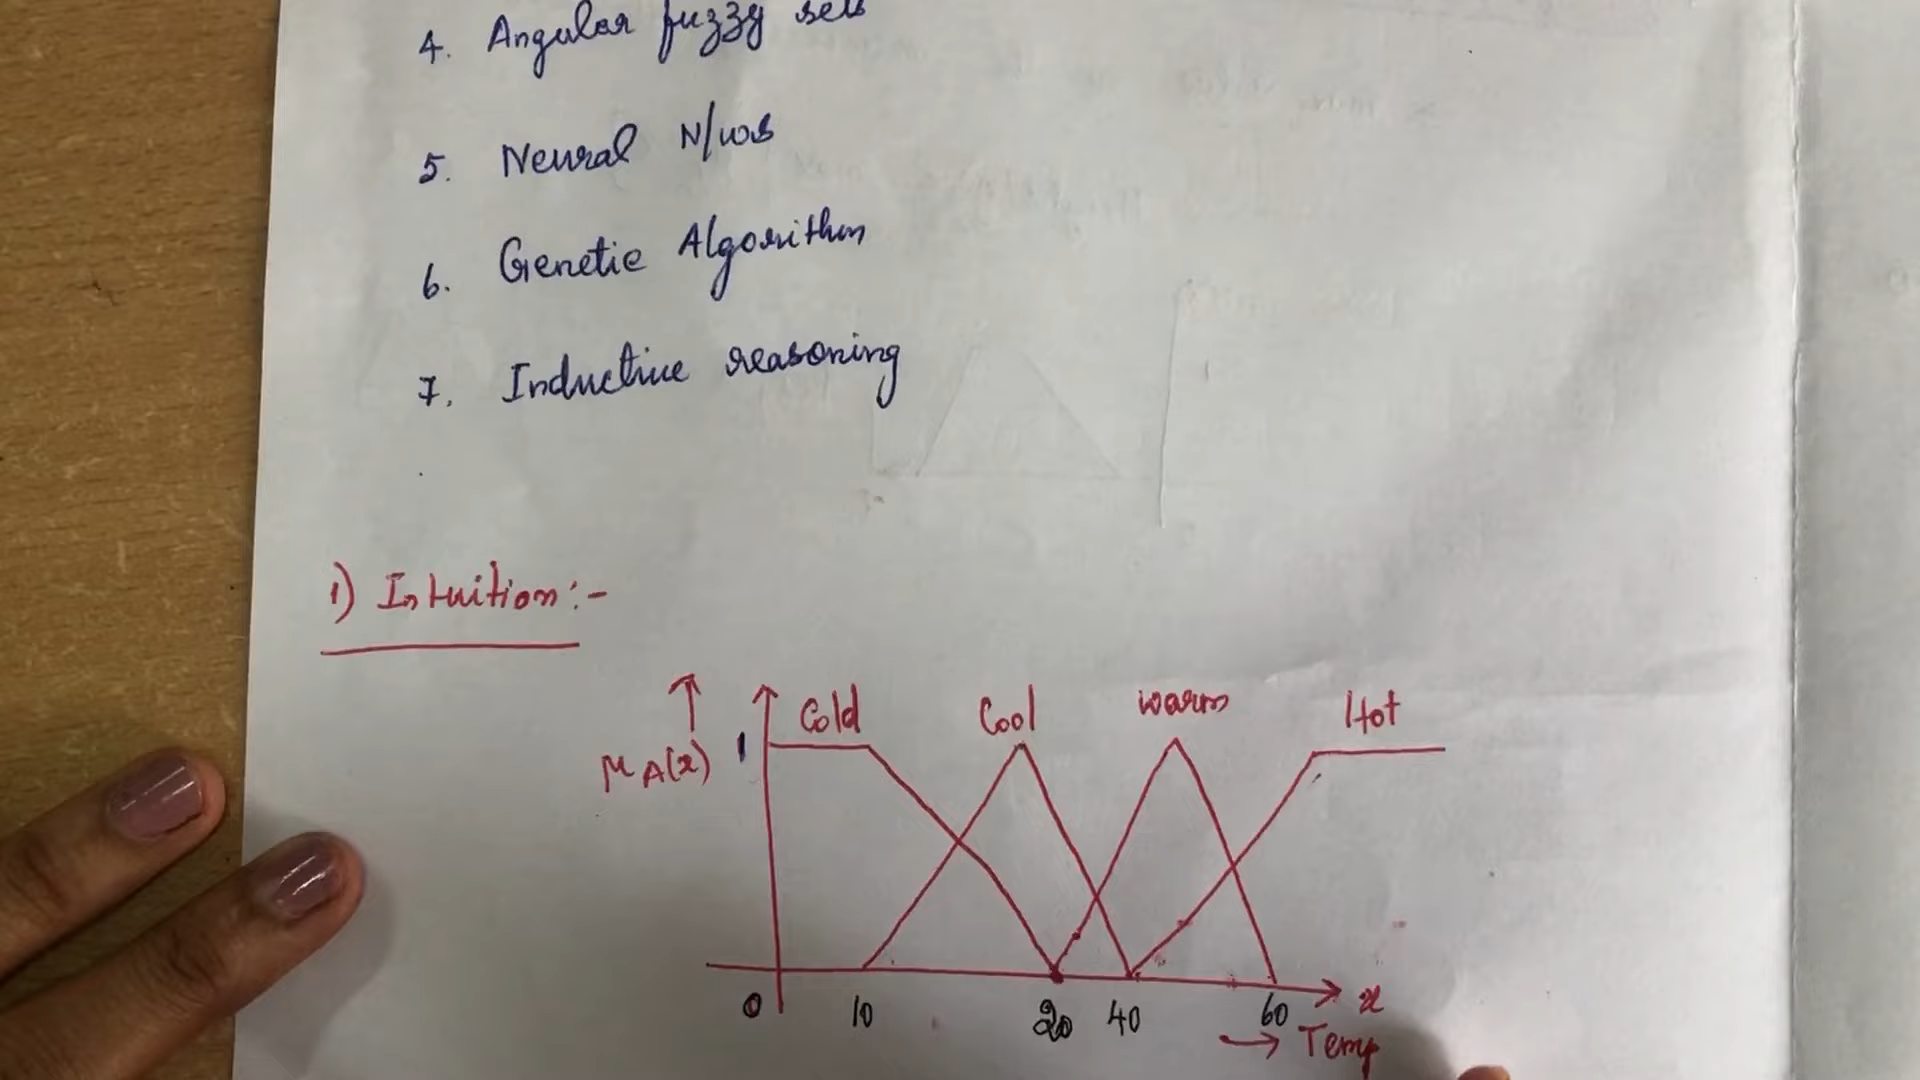 4. Angular fuzzy sets
5. Neural N/ws
6. Genetic Algorithm
7. Inductive reasoning
1) Intuition :-
Cold Cool warm Hot
μA(x) 1
0 10 20 40 60 x
→ Temp